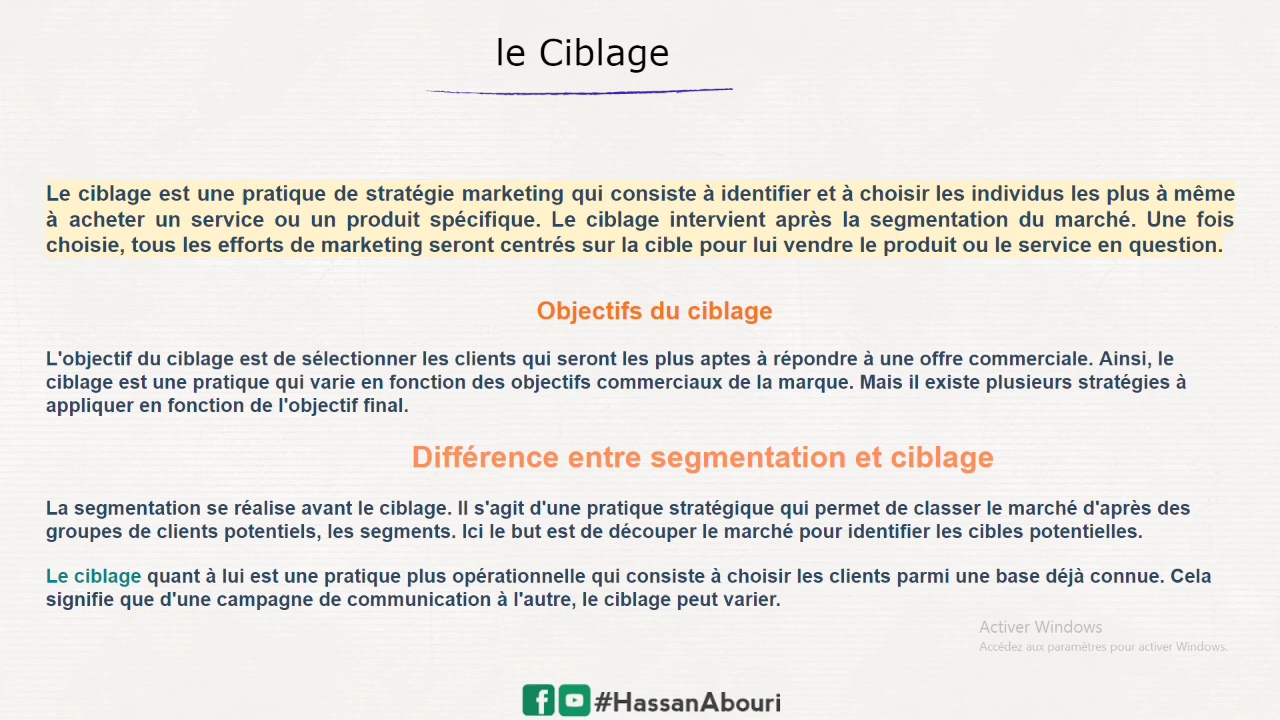 le Ciblage
Le ciblage est une pratique de stratégie marketing qui consiste à identifier et à choisir les individus les plus à même
à acheter un service ou un produit spécifique. Le ciblage intervient après la segmentation du marché. Une fois
choisie, tous les efforts de marketing seront centrés sur la cible pour lui vendre le produit ou le service en question.
Objectifs du ciblage
L'objectif du ciblage est de sélectionner les clients qui seront les plus aptes à répondre à une offre commerciale. Ainsi, le
ciblage est une pratique qui varie en fonction des objectifs commerciaux de la marque. Mais il existe plusieurs stratégies à
appliquer en fonction de l'objectif final.
Différence entre segmentation et ciblage
La segmentation se réalise avant le ciblage. Il s'agit d'une pratique stratégique qui permet de classer le marché d'après des
groupes de clients potentiels, les segments. Ici le but est de découper le marché pour identifier les cibles potentielles.
Le ciblage quant à lui est une pratique plus opérationnelle qui consiste à choisir les clients parmi une base déjà connue. Cela
signifie que d'une campagne de communication à l'autre, le ciblage peut varier.
Activer Windows
Accédez aux paramètres pour activer Windows.
#HassanAbouri